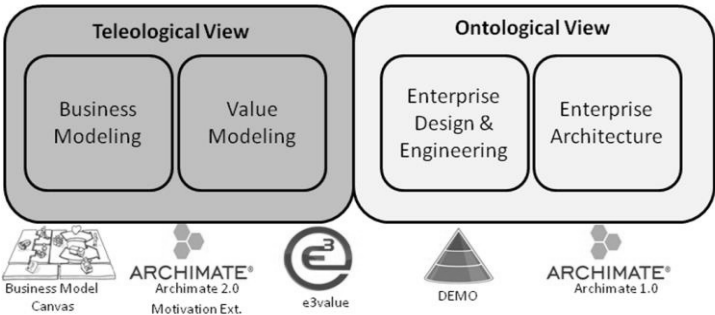 Teleological View
Ontological View
Business
Modeling
Value
Modeling
Enterprise
Design &
Engineering
Enterprise
Architecture
Business Model
Canvas
ARCHIMATE®
Archimate 2.0
Motivation Ext.
e3
e3value
DEMO
ARCHIMATE®
Archimate 1.0